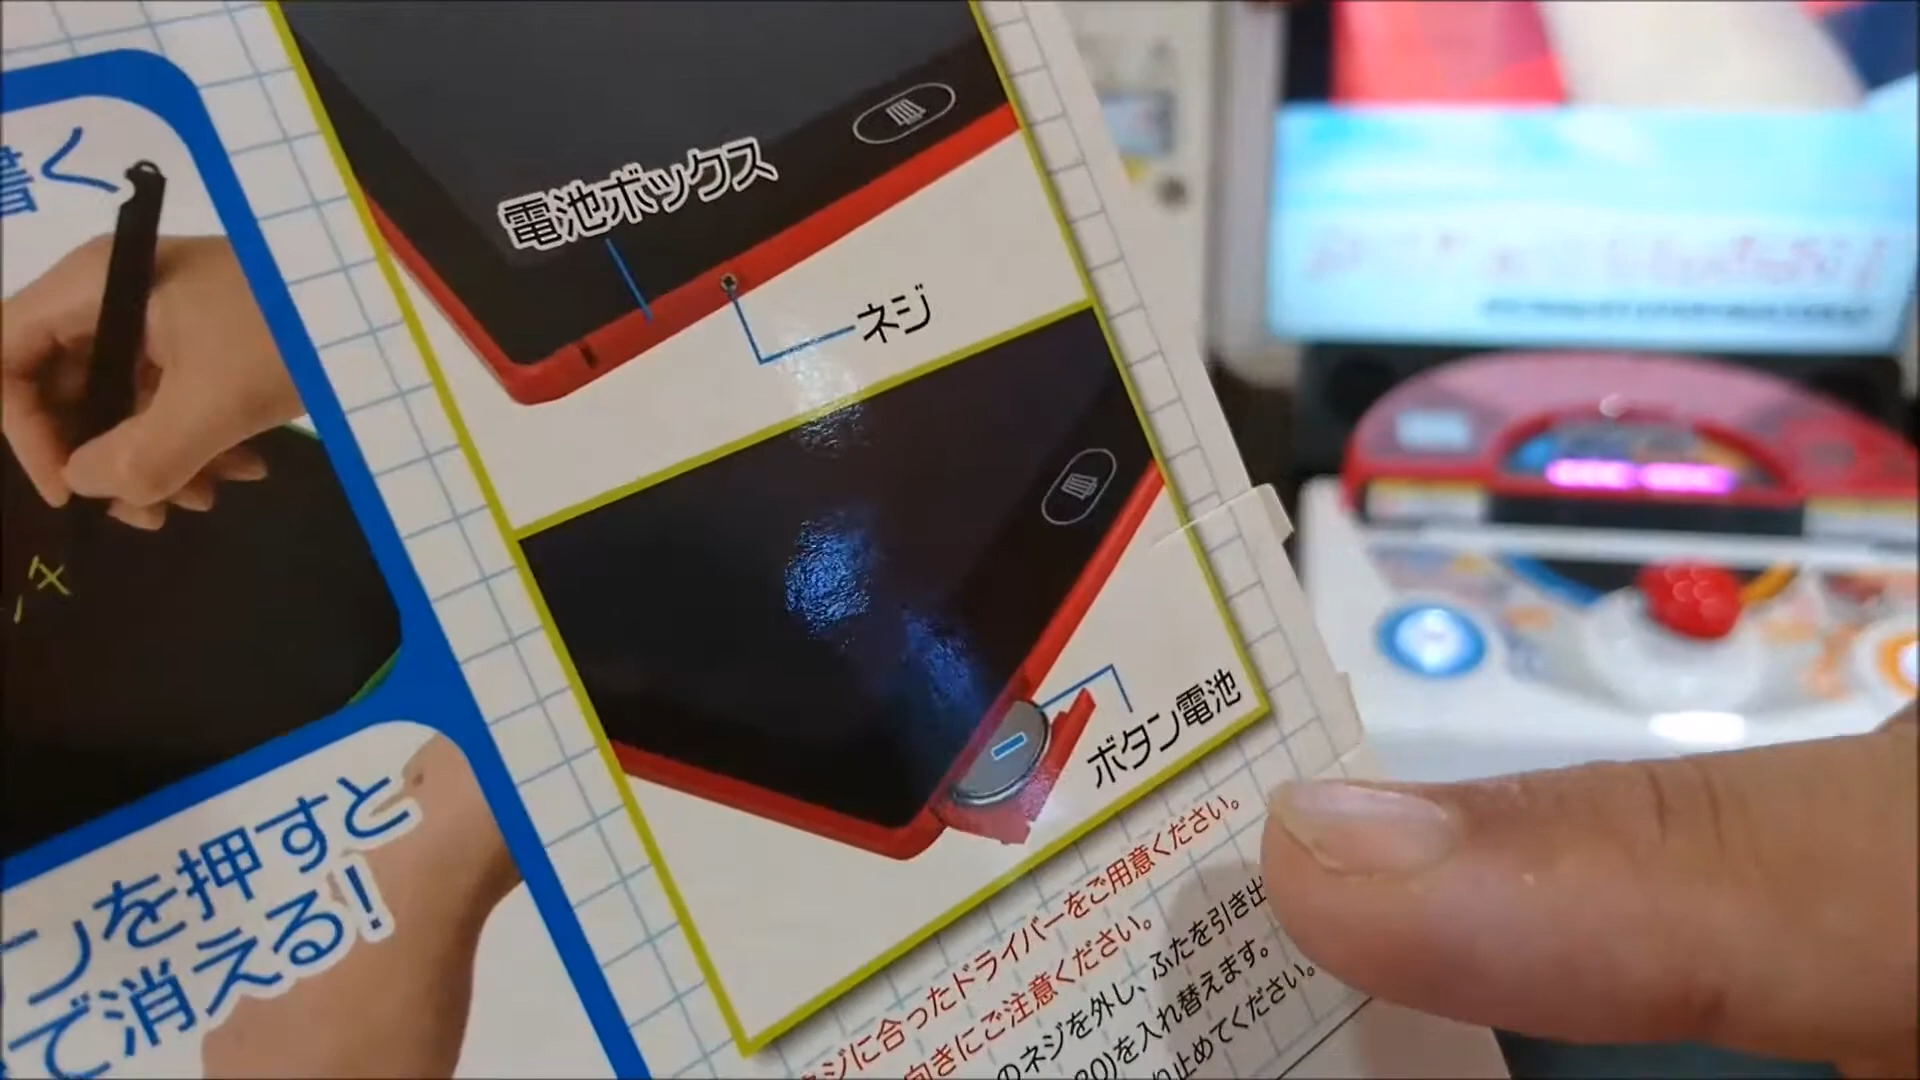 書く
電池ボックス
ネジ
ボタン電池
ンを押すと
で消える!
ネジに合ったドライバーをご用意ください。
向きにご注意ください。
のネジを外し、ふたを引き出
)を入れ替えます。
止めてください。